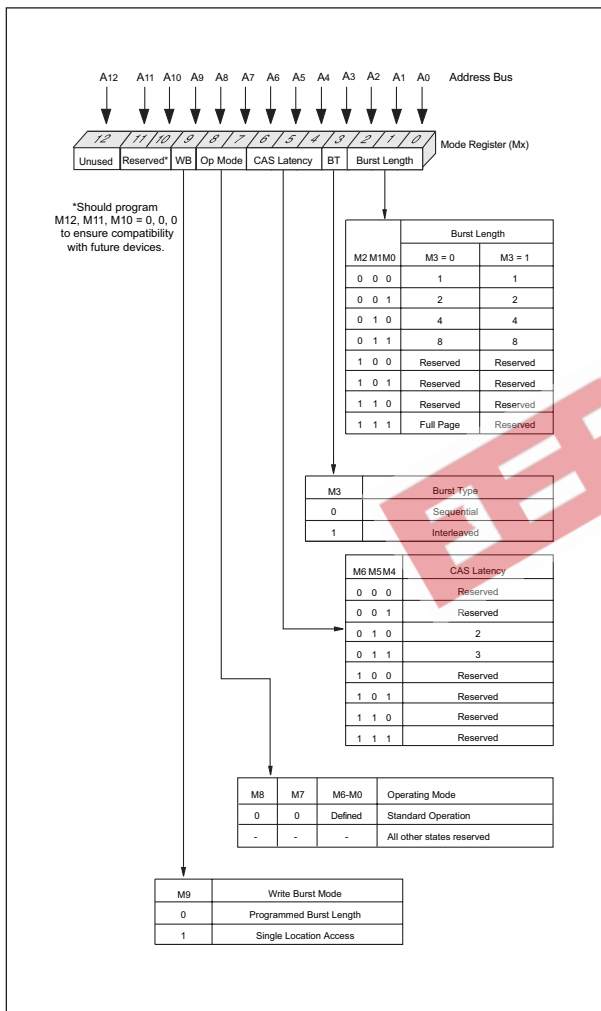 A12 A11 A10 A9 A8 A7 A6 A5 A4 A3 A2 A1 A0 Address Bus
12 11 10 9 8 7 6 5 4 3 2 1 0 Mode Register (Mx)
Unused Reserved* WB Op Mode CAS Latency BT Burst Length
*Should program
M12, M11, M10 = 0, 0, 0
to ensure compatibility
with future devices.
Burst Length
M2 M1M0 M3 = 0 M3 = 1
0 0 0 1 1
0 0 1 2 2
0 1 0 4 4
0 1 1 8 8
1 0 0 Reserved Reserved
1 0 1 Reserved Reserved
1 1 0 Reserved Reserved
1 1 1 Full Page Reserved
M3 Burst Type
0 Sequential
1 Interleaved
M6 M5M4 CAS Latency
0 0 0 Reserved
0 0 1 Reserved
0 1 0 2
0 1 1 3
1 0 0 Reserved
1 0 1 Reserved
1 1 0 Reserved
1 1 1 Reserved
M8 M7 M6-M0 Operating Mode
0 0 Defined Standard Operation
- - - All other states reserved
M9 Write Burst Mode
0 Programmed Burst Length
1 Single Location Access